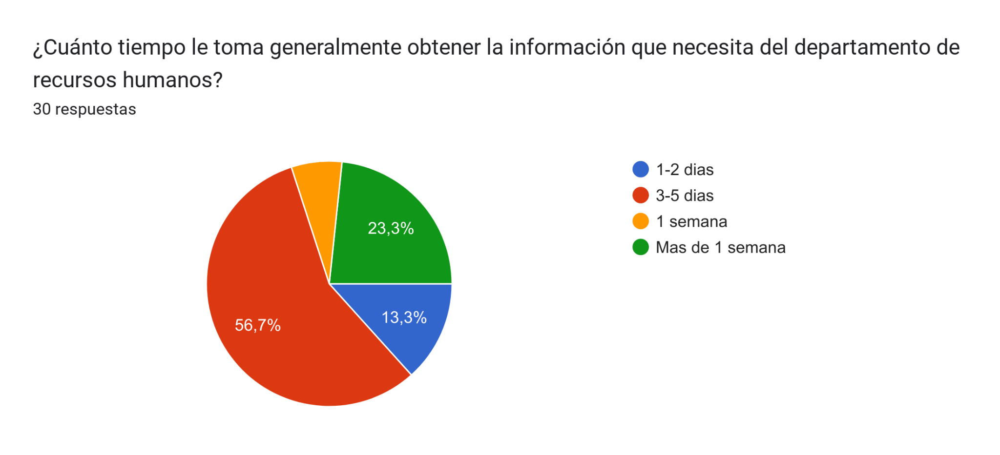 ¿Cuánto tiempo le toma generalmente obtener la información que necesita del departamento de
recursos humanos?
30 respuestas
23,3%
13,3%
56,7%
1-2 dias
3-5 dias
1 semana
Mas de 1 semana